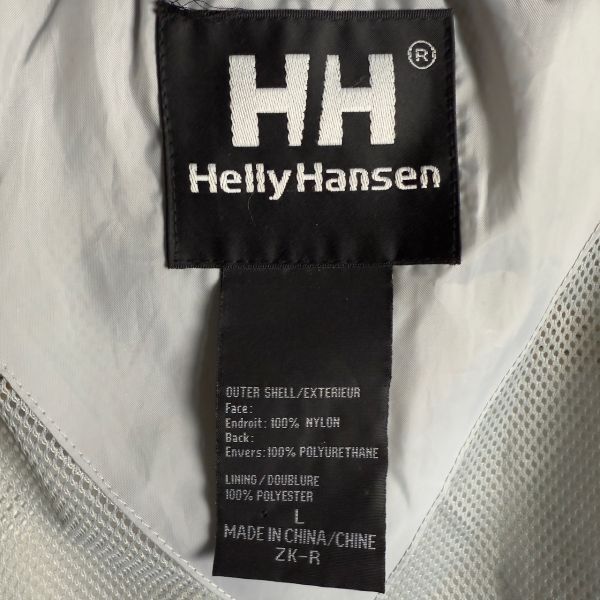 HH®
Helly Hansen
OUTER SHELL/EXTERIEUR
Face:
Endroit: 100% NYLON
Back:
Envers: 100% POLYURETHANE
LINING/DOUBLURE
100% POLYESTER
L
MADE IN CHINA/CHINE
ZK-R